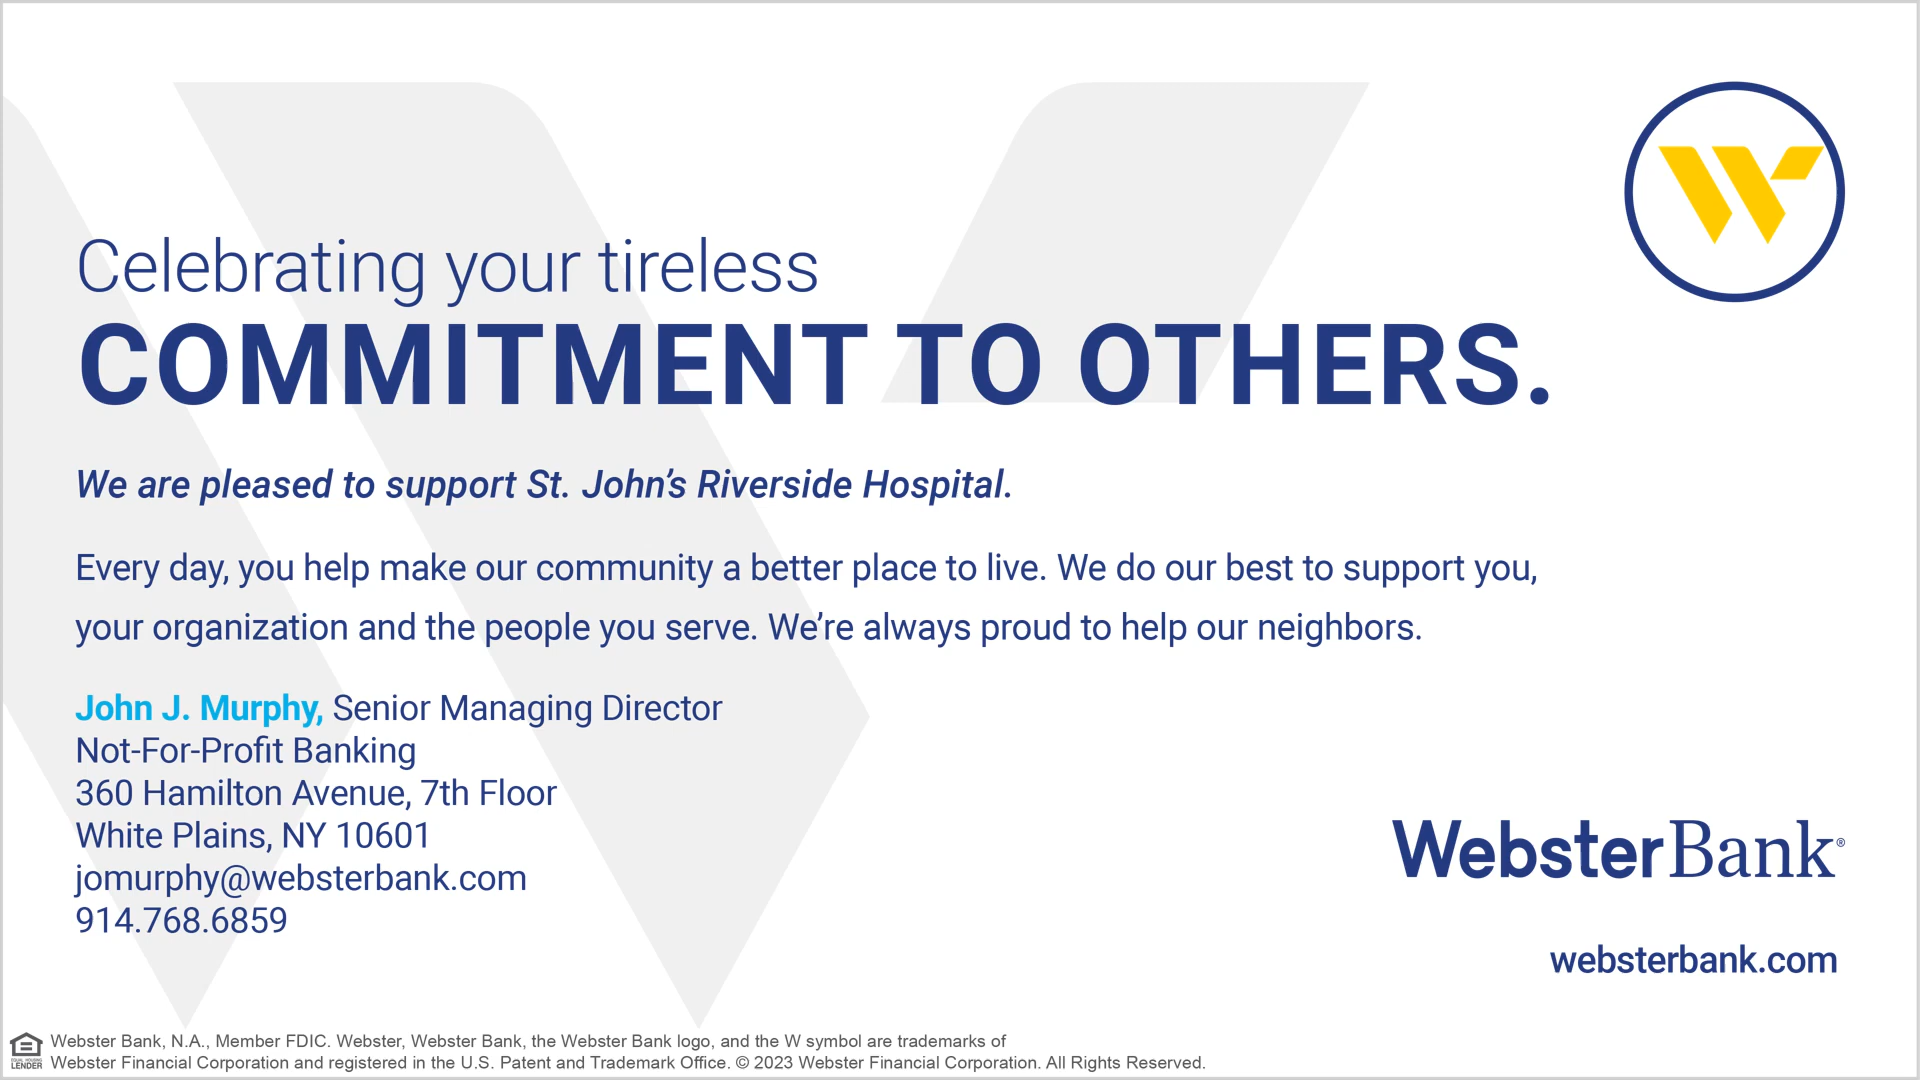 Celebrating your tireless
COMMITMENT TO OTHERS.
We are pleased to support St. John's Riverside Hospital.
Every day, you help make our community a better place to live. We do our best to support you,
your organization and the people you serve. We're always proud to help our neighbors.
John J. Murphy, Senior Managing Director
Not-For-Profit Banking
360 Hamilton Avenue, 7th Floor
White Plains, NY 10601
jomurphy@websterbank.com
914.768.6859
WebsterBank®
websterbank.com
EQUAL HOUSING
LENDER
Webster Bank, N.A., Member FDIC. Webster, Webster Bank, the Webster Bank logo, and the W symbol are trademarks of
Webster Financial Corporation and registered in the U.S. Patent and Trademark Office. © 2023 Webster Financial Corporation. All Rights Reserved.